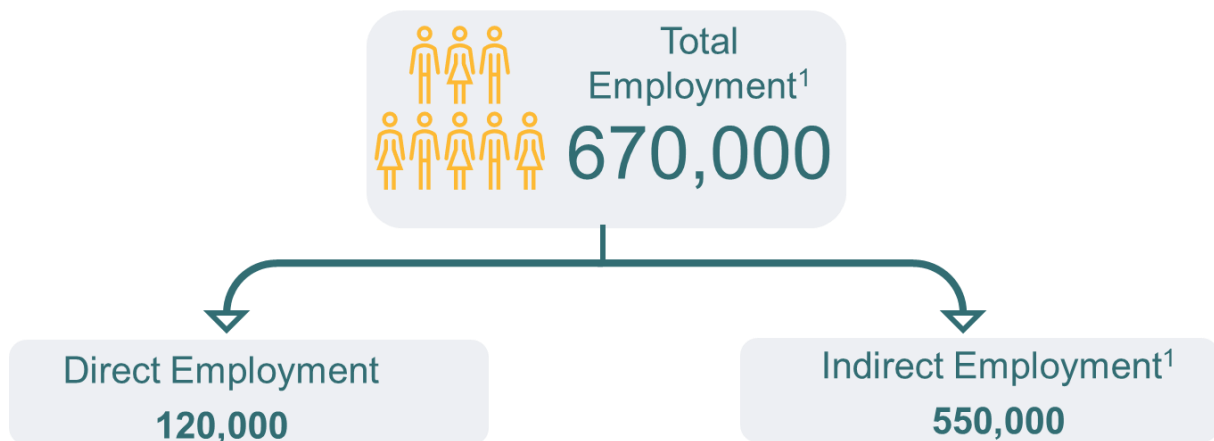 Total
Employment¹
670,000
Direct Employment
120,000
Indirect Employment¹
550,000